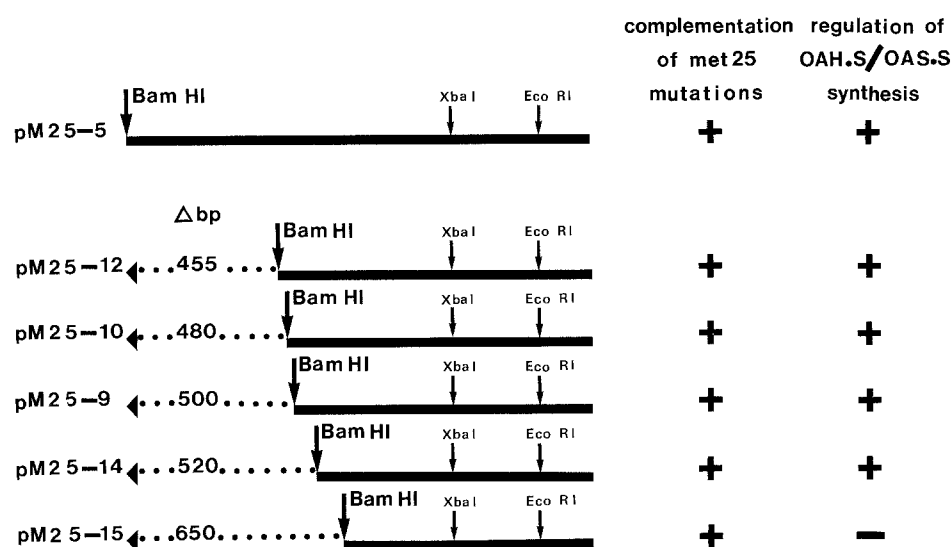 complementation regulation of
of met 25 OAH.S/OAS.S
mutations synthesis
Bam HI Xba I Eco RI
pM25-5 + +
Δbp
Bam HI Xba I Eco RI
pM25-12 455 + +
Bam HI Xba I Eco RI
pM25-10 480 + +
Bam HI Xba I Eco RI
pM25-9 500 + +
Bam HI Xba I Eco RI
pM25-14 520 + +
Bam HI Xba I Eco RI
pM25-15 650 + -